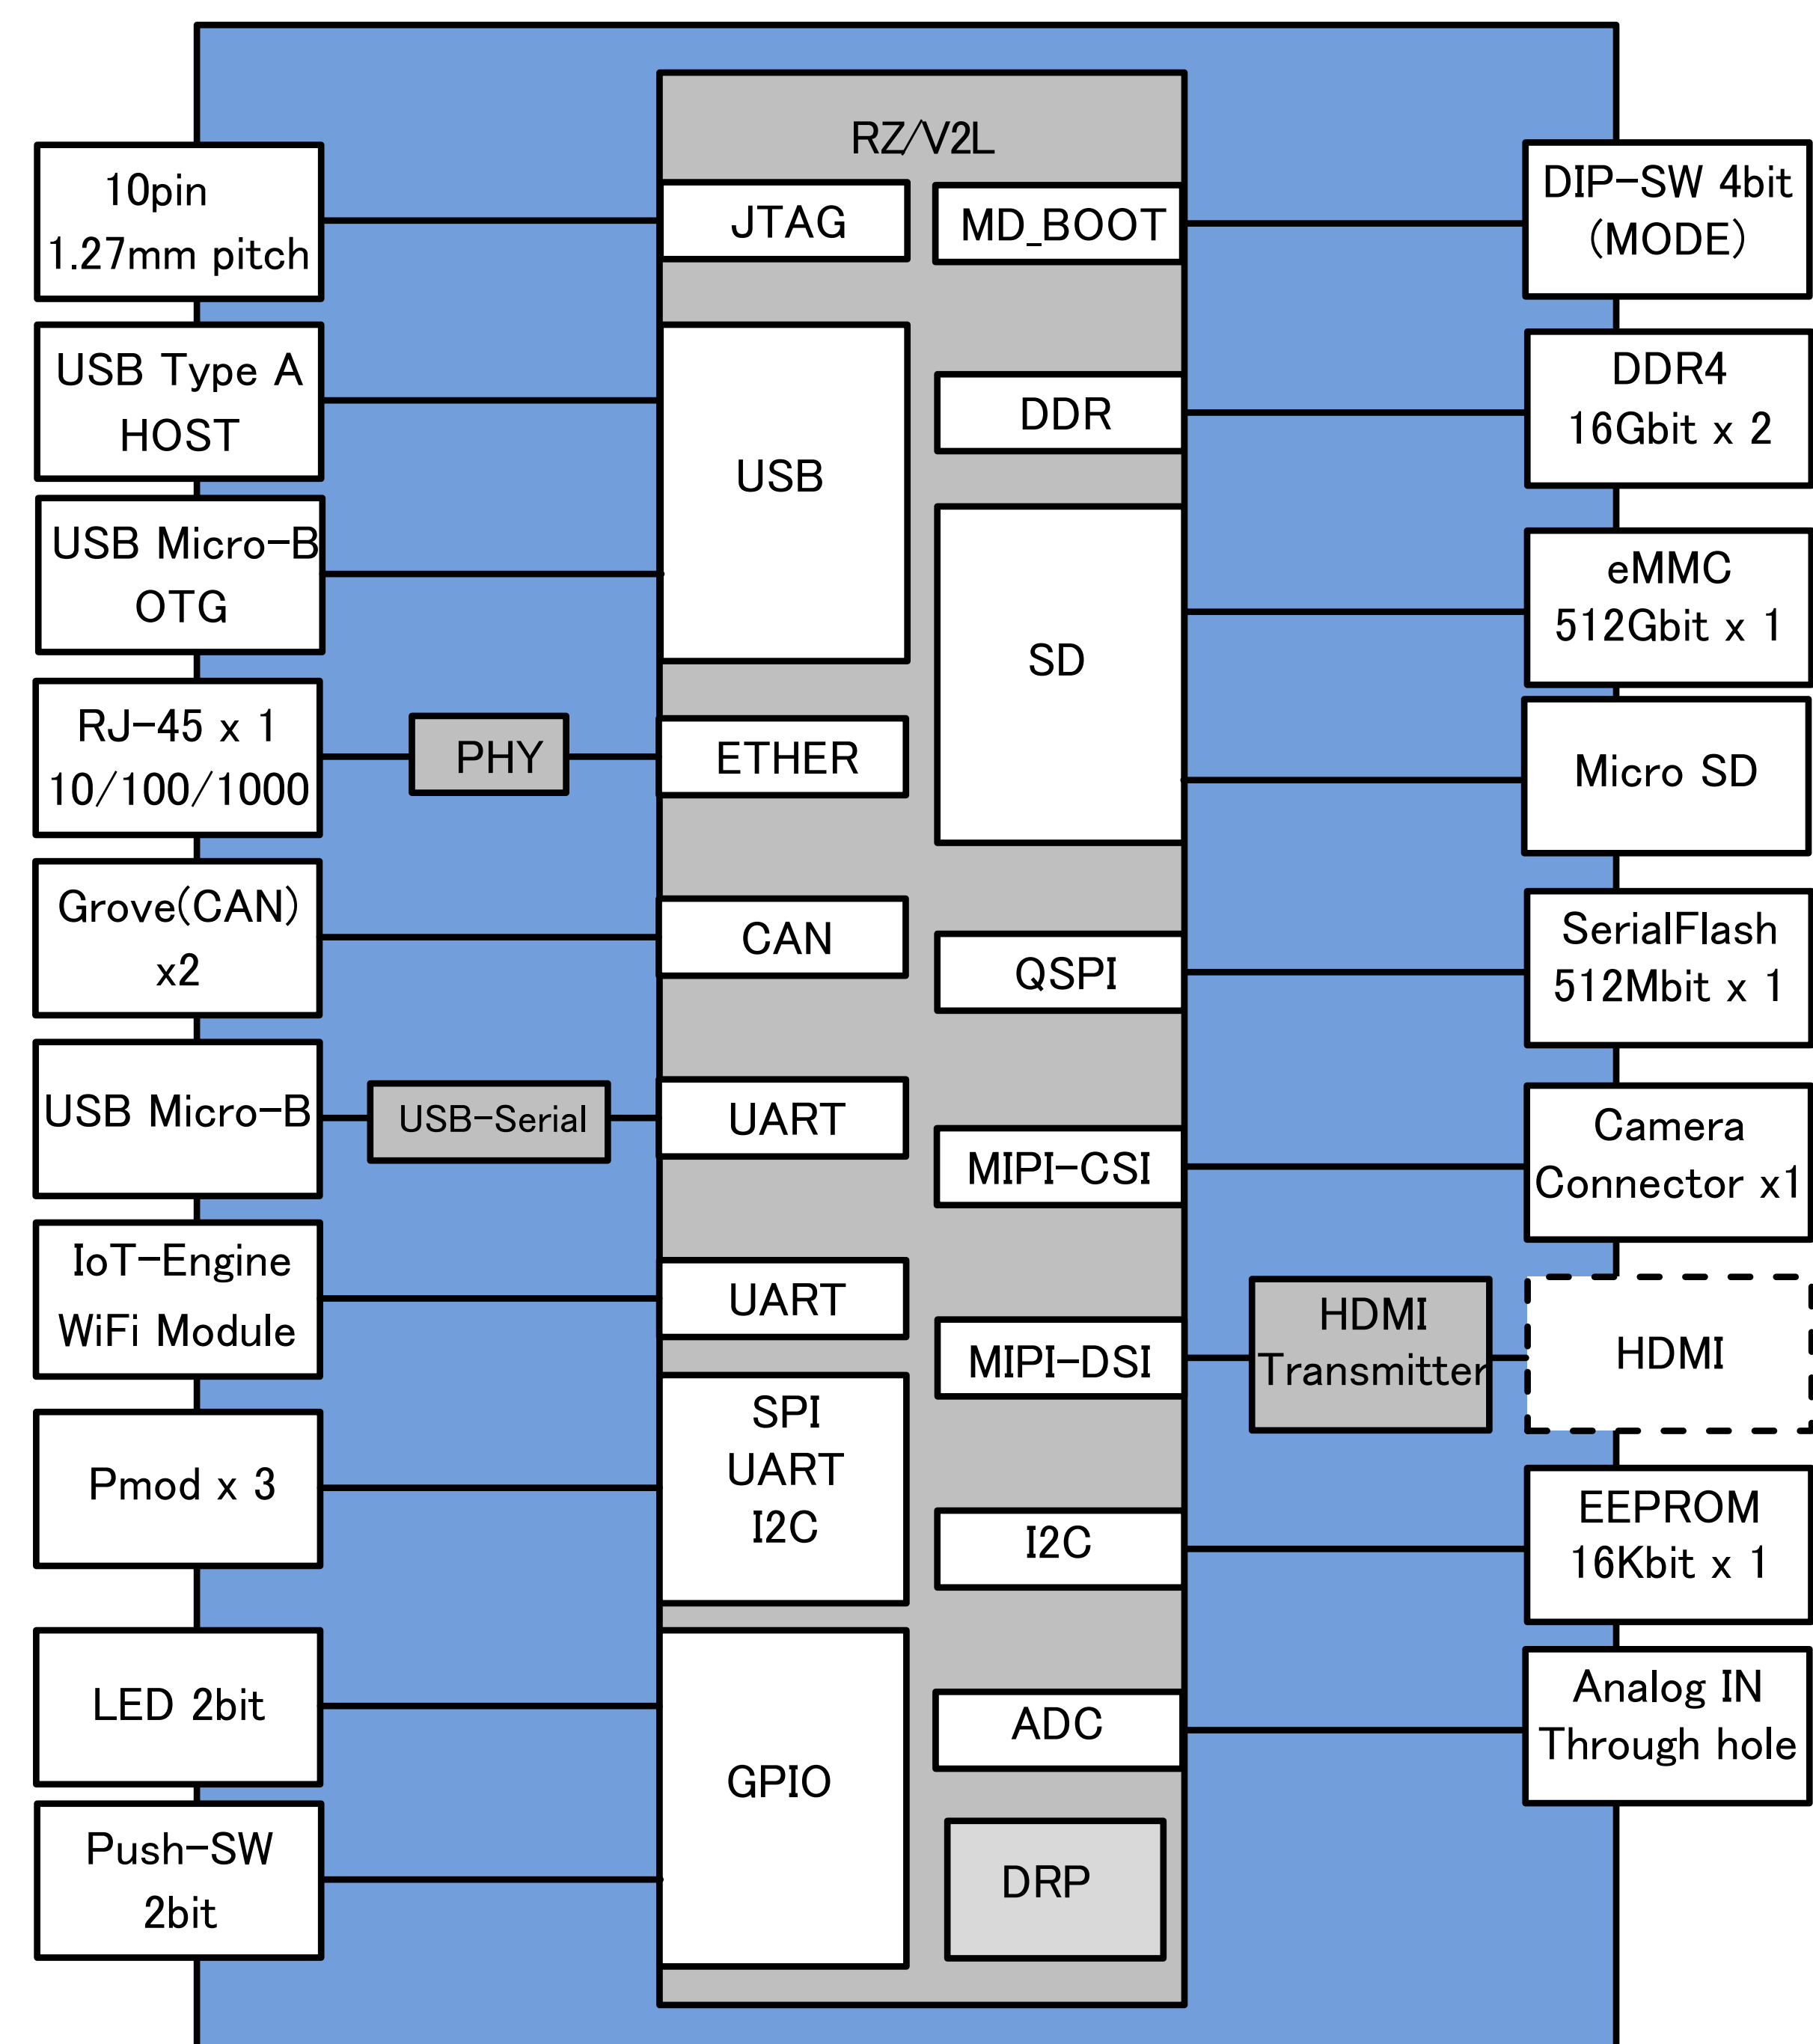 RZ/V2L
10pin
1.27mm pitch
JTAG
MD_BOOT
DIP-SW 4bit
(MODE)
USB Type A
HOST
USB Micro-B
OTG
USB
DDR
DDR4
16Gbit x 2
SD
eMMC
512Gbit x 1
Micro SD
RJ-45 x 1
10/100/1000
PHY
ETHER
Grove(CAN)
x2
CAN
QSPI
SerialFlash
512Mbit x 1
USB Micro-B
USB-Serial
UART
MIPI-CSI
Camera
Connector x1
IoT-Engine
WiFi Module
UART
MIPI-DSI
HDMI
Transmitter
HDMI
Pmod x 3
SPI
UART
I2C
I2C
EEPROM
16Kbit x 1
LED 2bit
Push-SW
2bit
GPIO
ADC
Analog IN
Through hole
DRP